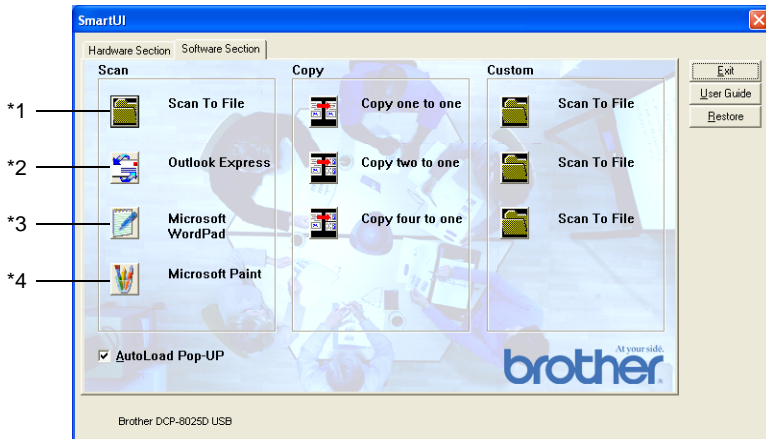 SmartUI
Hardware Section
Software Section
Exit
User Guide
Restore
Scan
Copy
Custom
*1
Scan To File
Copy one to one
Scan To File
*2
Outlook Express
Copy two to one
Scan To File
*3
Microsoft
WordPad
Copy four to one
Scan To File
*4
Microsoft Paint
AutoLoad Pop-UP
At your side.
brother
Brother DCP-8025D USB